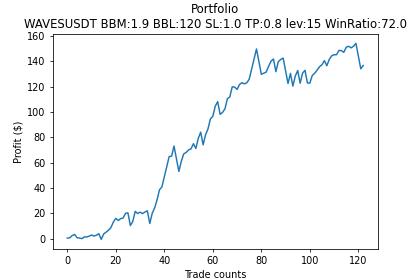 Portfolio
WAVESUSDT BBM:1.9 BBL:120 SL:1.0 TP:0.8 lev:15 WinRatio:72.0
160
140
120
100
80
60
40
20
0
Profit ($)
0 20 40 60 80 100 120
Trade counts